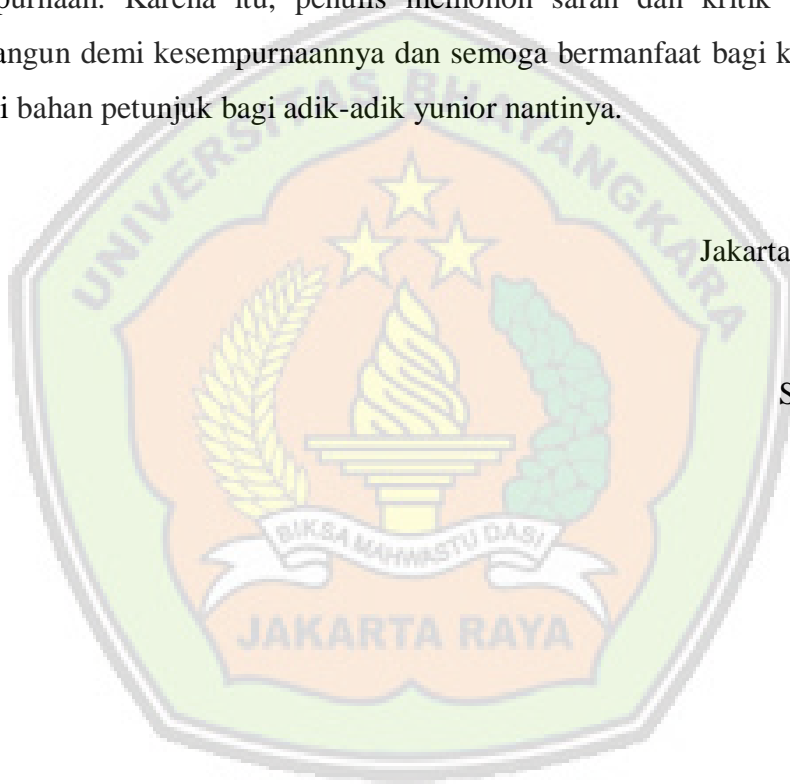 purnaan. Karena itu, penulis memohon saran dan kritik
angun demi kesempurnaannya dan semoga bermanfaat bagi k
i bahan petunjuk bagi adik-adik yunior nantinya.
UNIVERSITAS BHAYANGKARA
Jakarta
S
BIKSA MAHWASTU DASI
JAKARTA RAYA